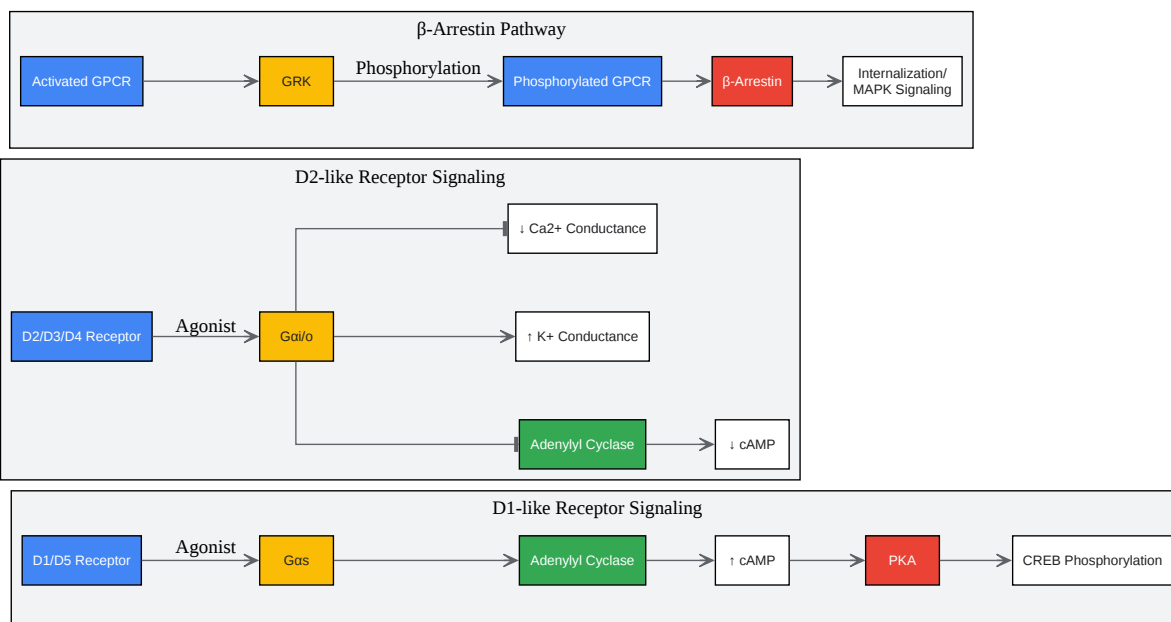 β-Arrestin Pathway
Activated GPCR
GRK
Phosphorylation
Phosphorylated GPCR
β-Arrestin
Internalization/
MAPK Signaling
D2-like Receptor Signaling
↓ Ca2+ Conductance
D2/D3/D4 Receptor
Agonist
Gαi/o
↑ K+ Conductance
Adenylyl Cyclase
↓ cAMP
D1-like Receptor Signaling
D1/D5 Receptor
Agonist
Gαs
Adenylyl Cyclase
↑ cAMP
PKA
CREB Phosphorylation